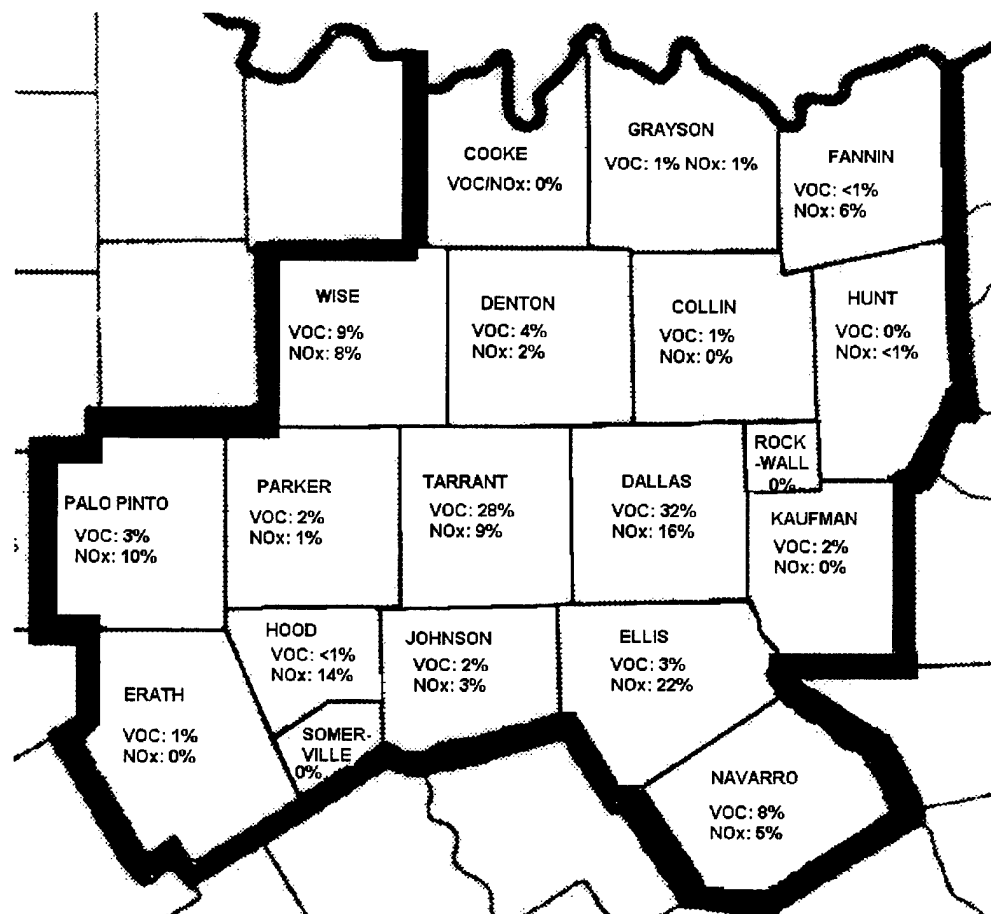 COOKE
VOC/NOx: 0%
GRAYSON
VOC: 1% NOx: 1%
FANNIN
VOC: <1%
NOx: 6%
WISE
VOC: 9%
NOx: 8%
DENTON
VOC: 4%
NOx: 2%
COLLIN
VOC: 1%
NOx: 0%
HUNT
VOC: 0%
NOx: <1%
PALO PINTO
VOC: 3%
NOx: 10%
PARKER
VOC: 2%
NOx: 1%
TARRANT
VOC: 28%
NOx: 9%
DALLAS
VOC: 32%
NOx: 16%
ROCK
-WALL
0%
KAUFMAN
VOC: 2%
NOx: 0%
ERATH
VOC: 1%
NOx: 0%
HOOD
VOC: <1%
NOx: 14%
SOMER-
VILLE
0%
JOHNSON
VOC: 2%
NOx: 3%
ELLIS
VOC: 3%
NOx: 22%
NAVARRO
VOC: 8%
NOx: 5%